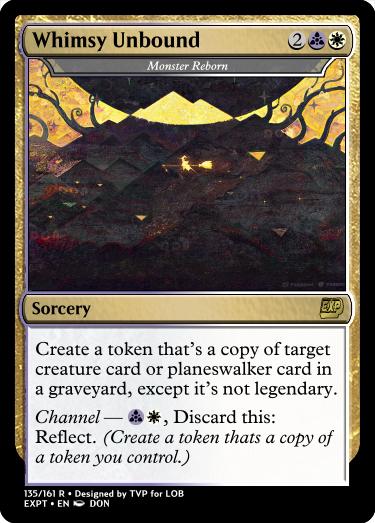 Whimsy Unbound 2
Monster Reborn
Sorcery
EXP
Create a token that's a copy of target
creature card or planeswalker card in
a graveyard, except it's not legendary.
Channel — , Discard this:
Reflect. (Create a token thats a copy of
a token you control.)
135/161 R • Designed by TVP for LOB
EXPT • EN DON